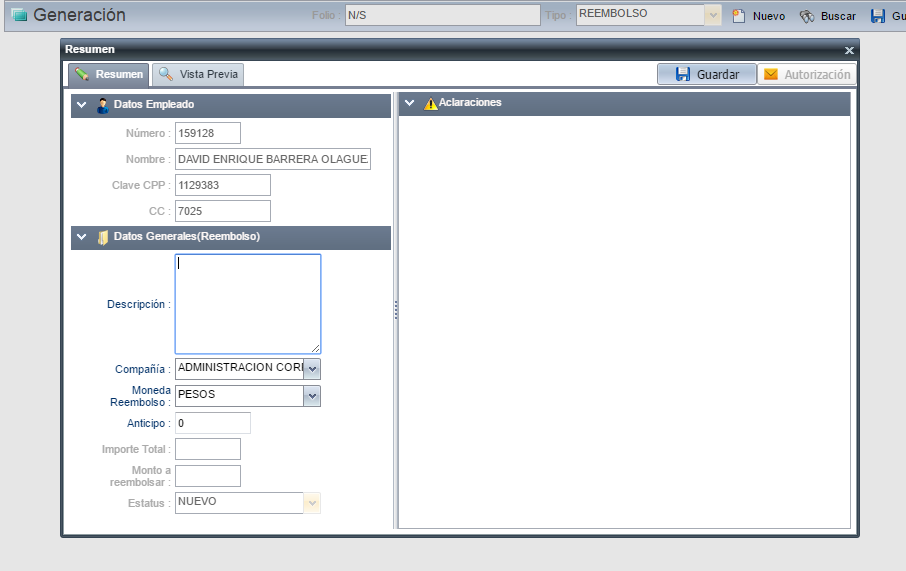 Generación
Folio : N/S
Tipo : REEMBOLSO
Nuevo
Buscar
Gu
Resumen
Resumen
Vista Previa
Guardar
Autorización
Datos Empleado
Número : 159128
Nombre : DAVID ENRIQUE BARRERA OLAGUE
Clave CPP : 1129383
CC : 7025
Datos Generales(Reembolso)
Descripción :
Compañía : ADMINISTRACION COR
Moneda
Reembolso : PESOS
Anticipo : 0
Importe Total :
Monto a
reembolsar :
Estatus : NUEVO
Aclaraciones